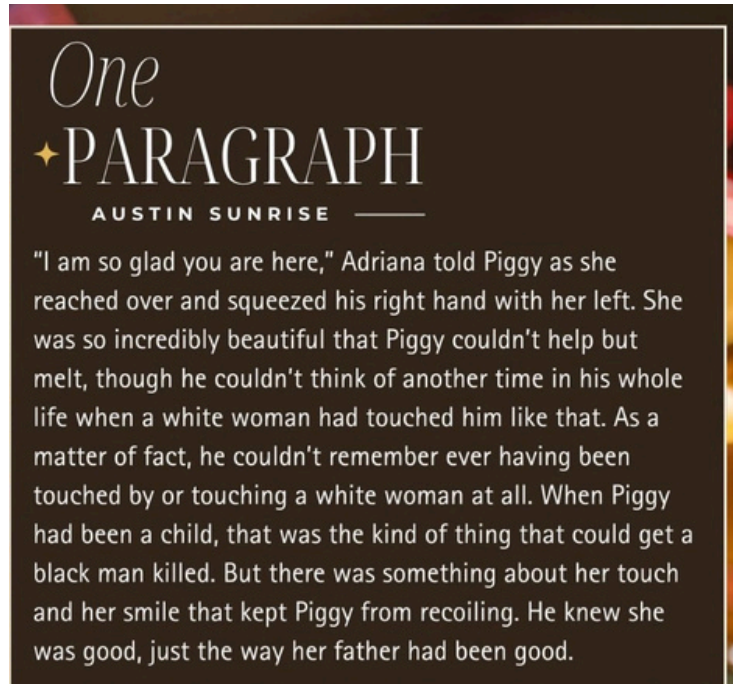 One
PARAGRAPH
AUSTIN SUNRISE
“I am so glad you are here,” Adriana told Piggy as she
reached over and squeezed his right hand with her left. She
was so incredibly beautiful that Piggy couldn’t help but
melt, though he couldn’t think of another time in his whole
life when a white woman had touched him like that. As a
matter of fact, he couldn’t remember ever having been
touched by or touching a white woman at all. When Piggy
had been a child, that was the kind of thing that could get a
black man killed. But there was something about her touch
and her smile that kept Piggy from recoiling. He knew she
was good, just the way her father had been good.